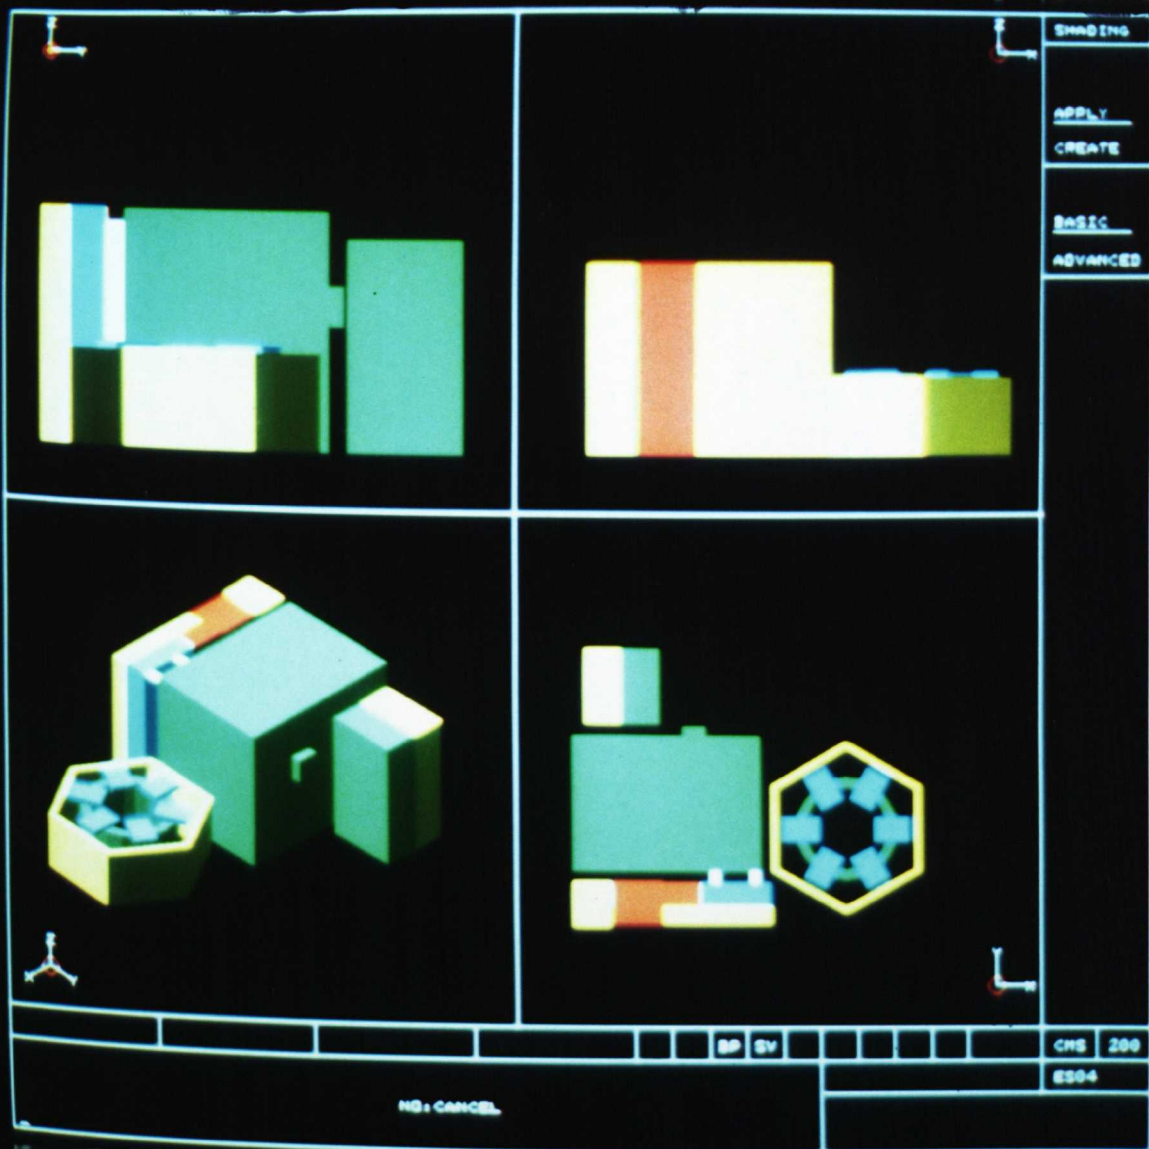 Z
Y
Z
X
SHADING
APPLY
CREATE
BASIC
ADVANCED
Z
X
Y
Y
X
BP
SV
CMS
200
ES04
NO:CANCEL